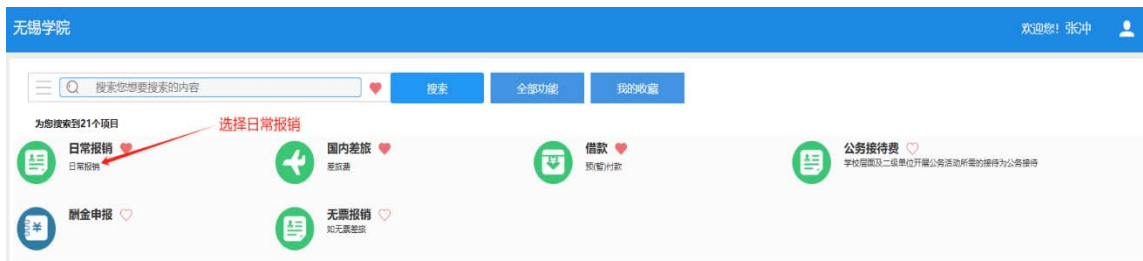 无锡学院
欢迎您！张冲
搜索您想要搜索的内容
搜索
全部功能
我的收藏
为您搜索到21个项目
选择日常报销
日常报销
日常报销
国内差旅
差旅费
借款
预(暂)付款
公务接待费
学校层面及二级单位开展公务活动所需的接待为公务接待
酬金申报
无票报销
如无票差旅